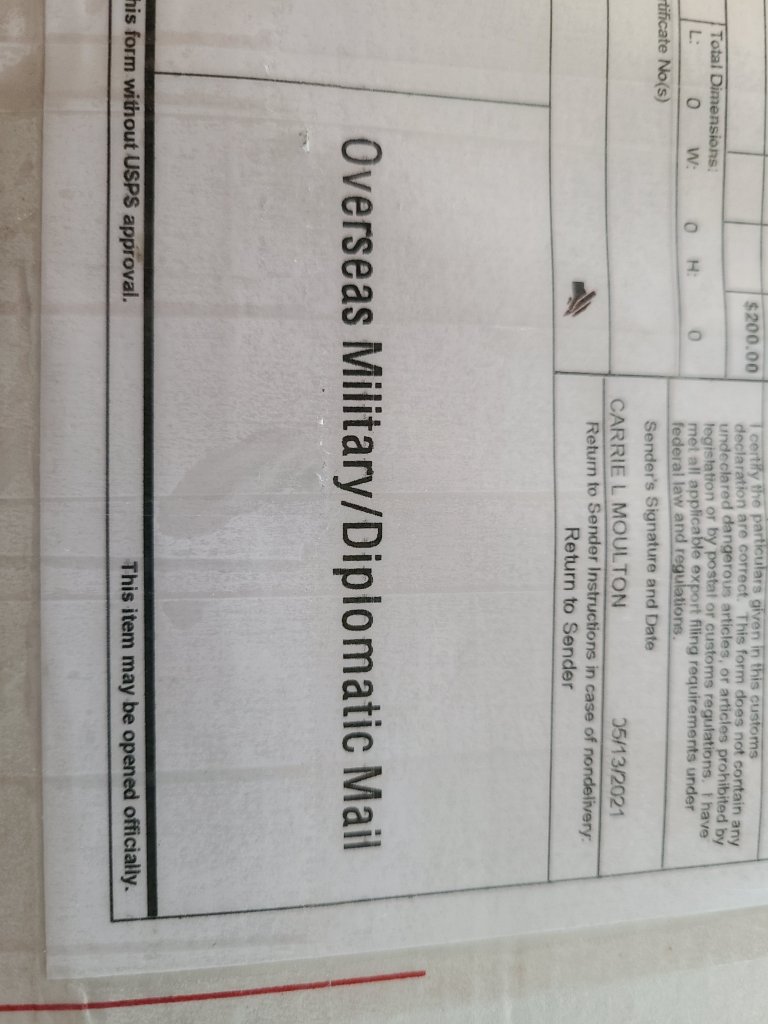 $200.00
Total Dimensions:
L: 0 W: 0 H: 0
I certify the particulars given in this customs
declaration are correct. This form does not contain any
undeclared dangerous articles, or articles prohibited by
legislation or by postal or customs regulations. I have
met all applicable export filing requirements under
federal law and regulations.
rtificate No(s)
Sender's Signature and Date
CARRIE L MOULTON 05/13/2021
Return to Sender Instructions in case of nondelivery:
Return to Sender
Overseas Military/Diplomatic Mail
his form without USPS approval. This item may be opened officially.